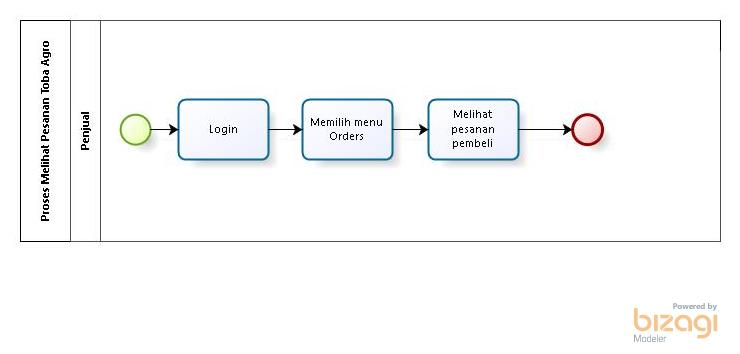 Proses Melihat Pesanan Toba Agro
Penjual
Login
Memilih menu
Orders
Melihat
pesanan
pembeli
Powered by
bizagi
Modeler